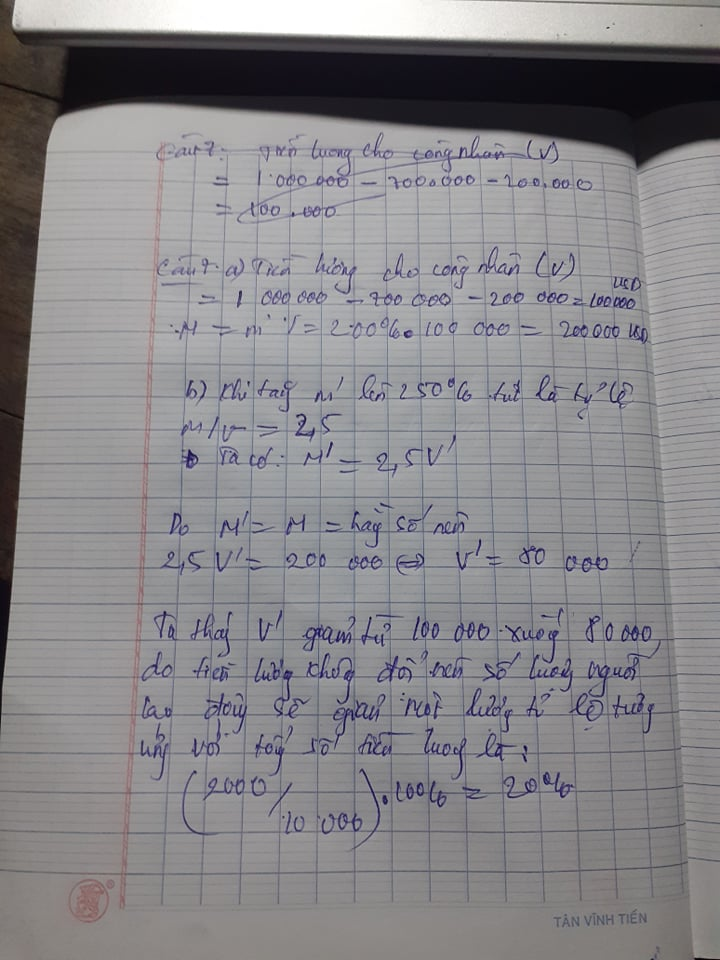 Câu 7: Tiền lương cho công nhân (V)
= 1.000 000 - 700.000 - 200.000
= 100.000
Câu 7. a) Tiền lương cho công nhân (V)
= 1 000 000 - 700 000 - 200 000 = 100 000 USD
M = m' V = 200%. 100 000 = 200 000 USD
b) Khi tăng m' lên 250% tức là tỷ lệ
M/V = 2,5
Ta có: M' = 2,5 V'
Do M' = M = hằng số nên
2,5 V' = 200 000 ⇔ V' = 80 000
Ta thấy V' giảm từ 100 000 xuống 80 000,
do tiền lương không đổi nên số lượng người
lao động sẽ giảm một lượng tỉ lệ tương
ứng với tổng số tiền lương là:
(2000/10.000).100% = 20%
TÂN VĨNH TIẾN